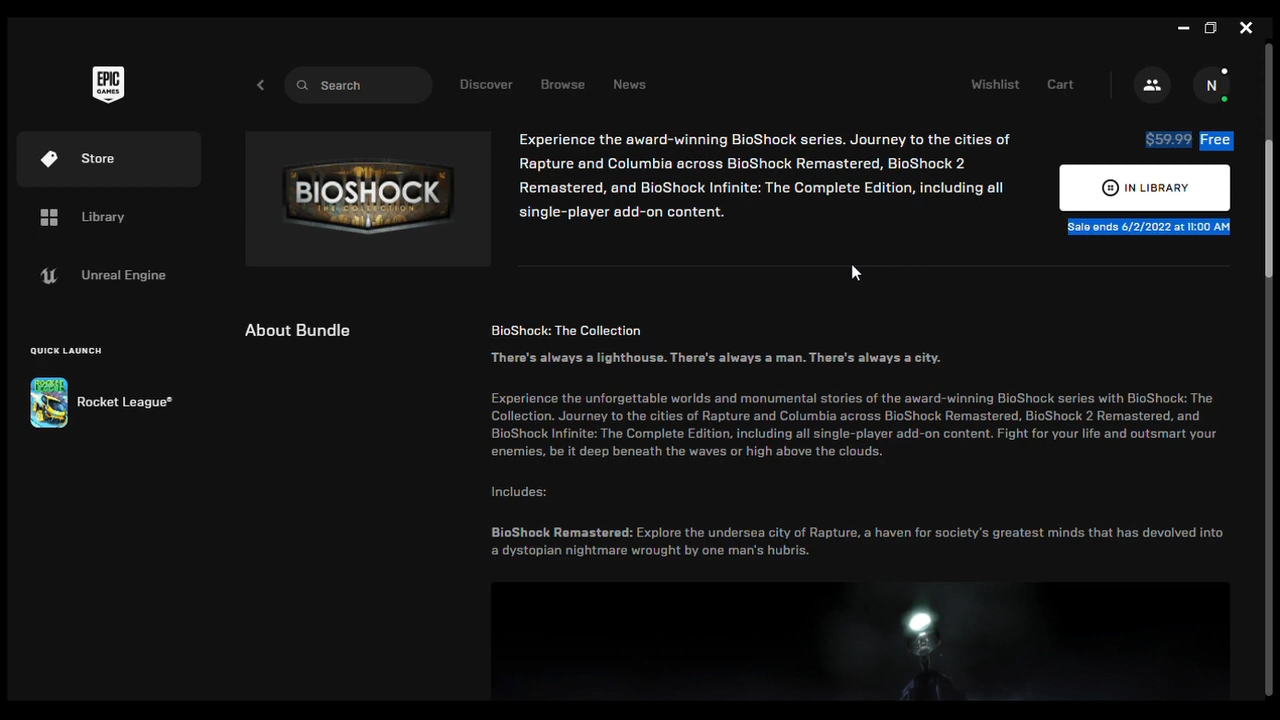 EPIC
GAMES
Search
Discover
Browse
News
Wishlist
Cart
N
Store
Library
Unreal Engine
QUICK LAUNCH
Rocket League®
BIOSHOCK
THE COLLECTION
Experience the award-winning BioShock series. Journey to the cities of
Rapture and Columbia across BioShock Remastered, BioShock 2
Remastered, and BioShock Infinite: The Complete Edition, including all
single-player add-on content.
$59.99 Free
IN LIBRARY
Sale ends 6/2/2022 at 11:00 AM
About Bundle
BioShock: The Collection
There's always a lighthouse. There's always a man. There's always a city.
Experience the unforgettable worlds and monumental stories of the award-winning BioShock series with BioShock: The
Collection. Journey to the cities of Rapture and Columbia across BioShock Remastered, BioShock 2 Remastered, and
BioShock Infinite: The Complete Edition, including all single-player add-on content. Fight for your life and outsmart your
enemies, be it deep beneath the waves or high above the clouds.
Includes:
BioShock Remastered: Explore the undersea city of Rapture, a haven for society's greatest minds that has devolved into
a dystopian nightmare wrought by one man's hubris.